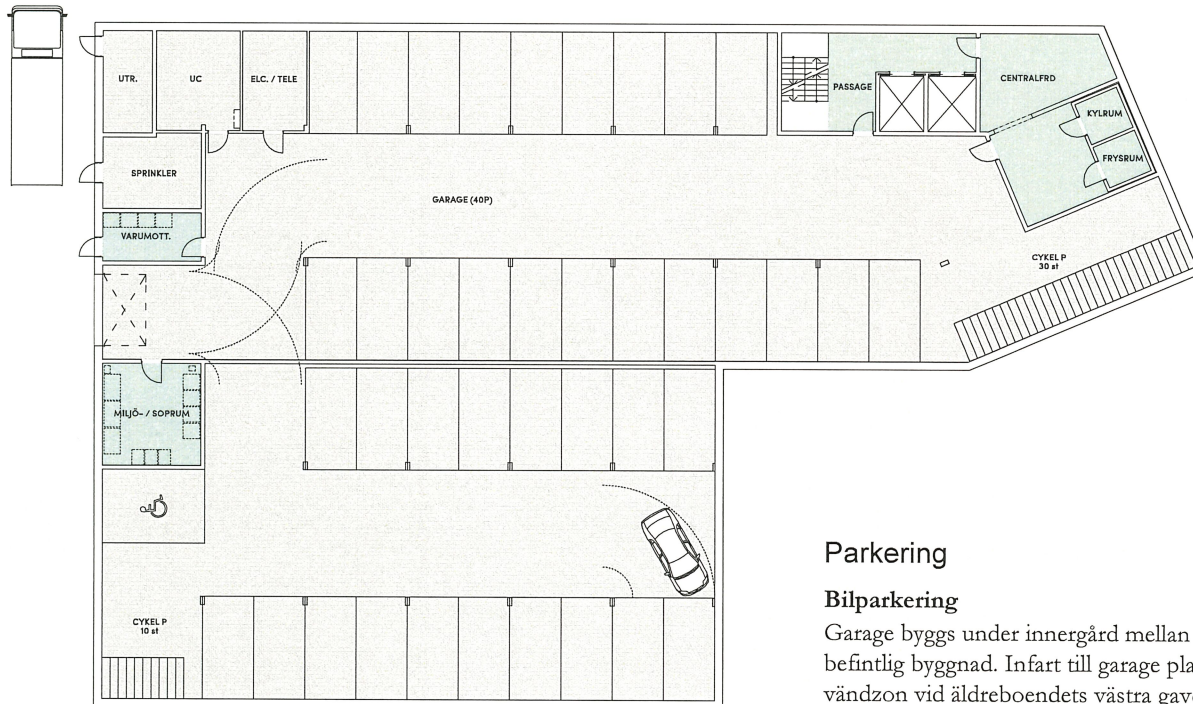 UTR.
UC
ELC. / TELE
PASSAGE
CENTRALFRD
KYLRUM
FRYSRUM
SPRINKLER
GARAGE (40P)
VARUMOTT.
CYKEL P
30 st
MILJÖ- / SOPRUM
CYKEL P
10 st
Parkering
Bilparkering
Garage byggs under innergård mellan
befintlig byggnad. Infart till garage pla
vändzon vid äldreboendets västra gave